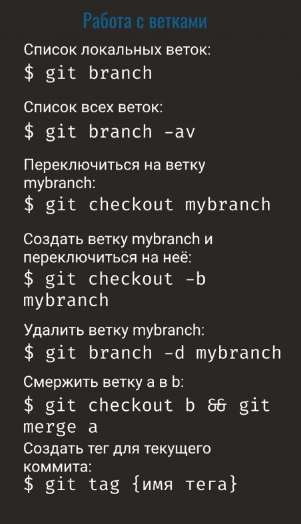 Работа с ветками
Список локальных веток:
$ git branch
Список всех веток:
$ git branch -av
Переключиться на ветку
mybranch:
$ git checkout mybranch
Создать ветку mybranch и
переключиться на неё:
$ git checkout -b
mybranch
Удалить ветку mybranch:
$ git branch -d mybranch
Смержить ветку a в b:
$ git checkout b && git
merge a
Создать тег для текущего
коммита:
$ git tag {имя тега}